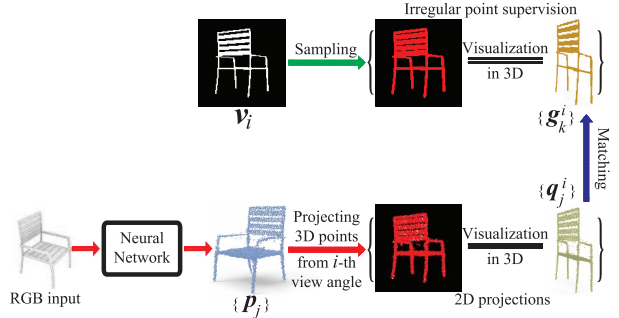 Irregular point supervision
Sampling
Visualization
in 3D
v_i
{g_k^i}
Matching
{q_j^i}
Neural
Network
Projecting
3D points
from i-th
view angle
Visualization
in 3D
RGB input
{p_j}
2D projections